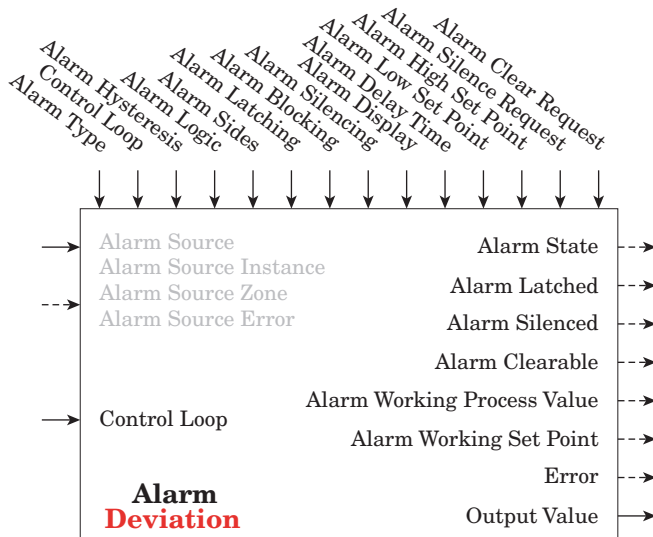 Alarm Type
Control Loop
Alarm Hysteresis
Alarm Logic
Alarm Sides
Alarm Latching
Alarm Blocking
Alarm Silencing
Alarm Display
Alarm Delay Time
Alarm Low Set Point
Alarm High Set Point
Alarm Silence Request
Alarm Clear Request
Alarm Source
Alarm Source Instance
Alarm Source Zone
Alarm Source Error
Control Loop
Alarm
Deviation
Alarm State
Alarm Latched
Alarm Silenced
Alarm Clearable
Alarm Working Process Value
Alarm Working Set Point
Error
Output Value